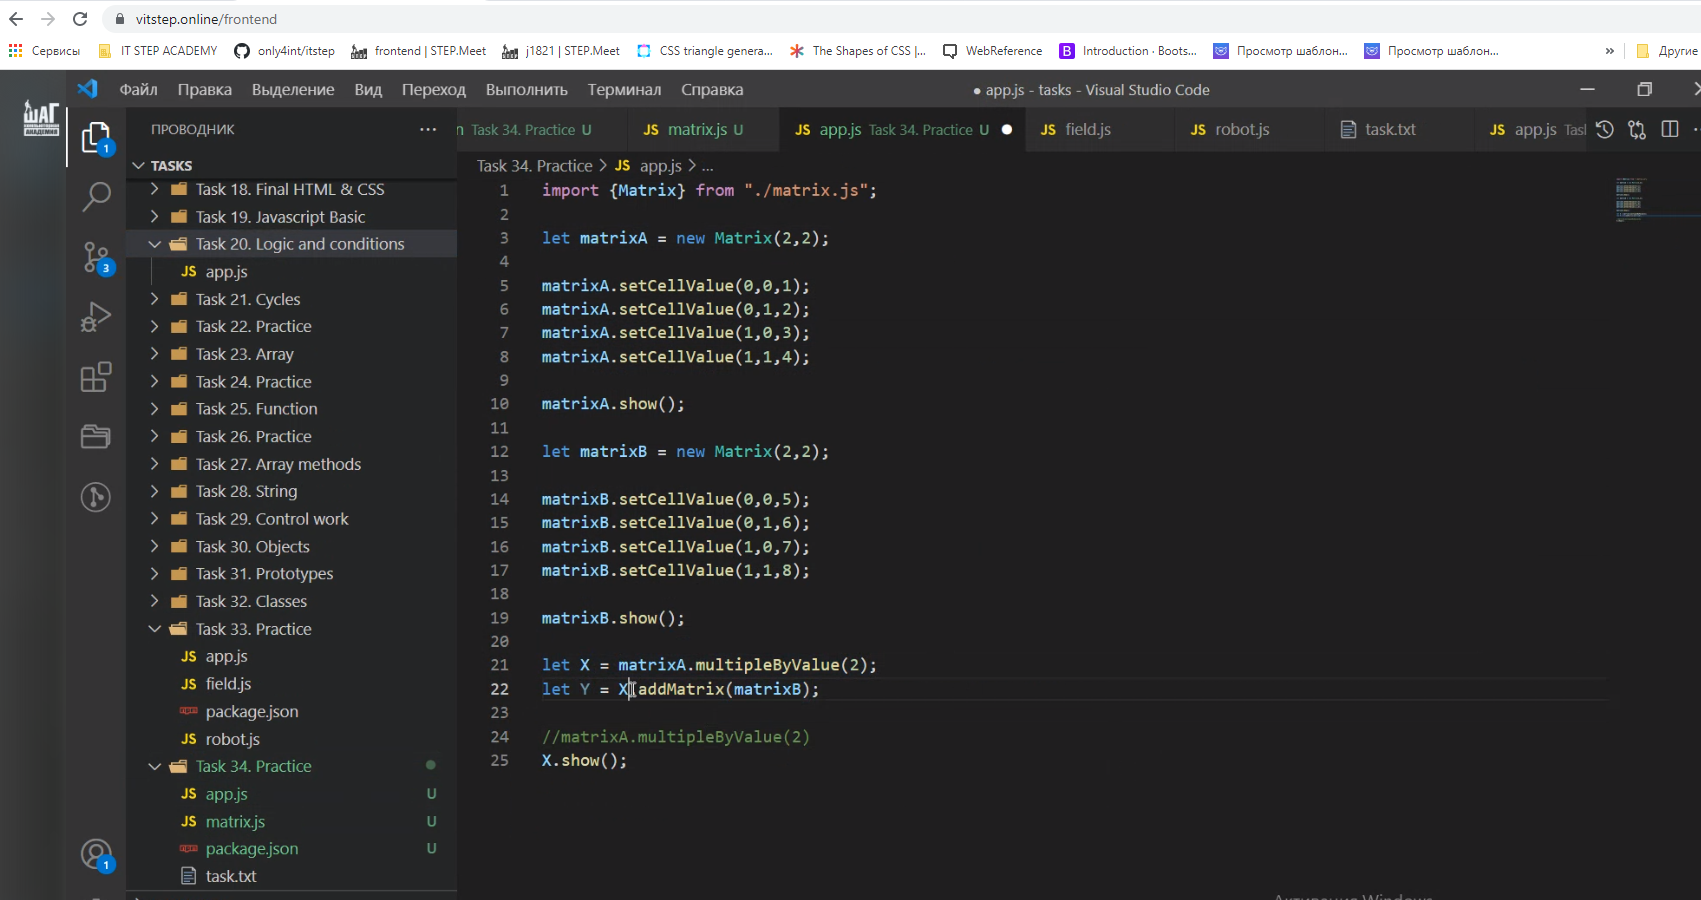 vitstep.online/frontend
Сервисы IT STEP ACADEMY only4int/itstep frontend | STEP.Meet j1821 | STEP.Meet CSS triangle genera... The Shapes of CSS |... WebReference B Introduction · Boots... Просмотр шаблон... Просмотр шаблон... » Другие
ШАГ
АКАДЕМИЯ
Файл Правка Выделение Вид Переход Выполнить Терминал Справка ● app.js - tasks - Visual Studio Code
ПРОВОДНИК ...
n Task 34. Practice U JS matrix.js U JS app.js Task 34. Practice U ● JS field.js JS robot.js task.txt JS app.js Tasl
TASKS
Task 34. Practice > JS app.js > ...
Task 18. Final HTML & CSS
Task 19. Javascript Basic
Task 20. Logic and conditions
JS app.js
Task 21. Cycles
Task 22. Practice
Task 23. Array
Task 24. Practice
Task 25. Function
Task 26. Practice
Task 27. Array methods
Task 28. String
Task 29. Control work
Task 30. Objects
Task 31. Prototypes
Task 32. Classes
Task 33. Practice
JS app.js
JS field.js
package.json
JS robot.js
Task 34. Practice
JS app.js U
JS matrix.js U
package.json U
task.txt
1
3
1
1 import {Matrix} from "./matrix.js";
2
3 let matrixA = new Matrix(2,2);
4
5 matrixA.setCellValue(0,0,1);
6 matrixA.setCellValue(0,1,2);
7 matrixA.setCellValue(1,0,3);
8 matrixA.setCellValue(1,1,4);
9
10 matrixA.show();
11
12 let matrixB = new Matrix(2,2);
13
14 matrixB.setCellValue(0,0,5);
15 matrixB.setCellValue(0,1,6);
16 matrixB.setCellValue(1,0,7);
17 matrixB.setCellValue(1,1,8);
18
19 matrixB.show();
20
21 let X = matrixA.multipleByValue(2);
22 let Y = X.addMatrix(matrixB);
23
24 //matrixA.multipleByValue(2)
25 X.show();